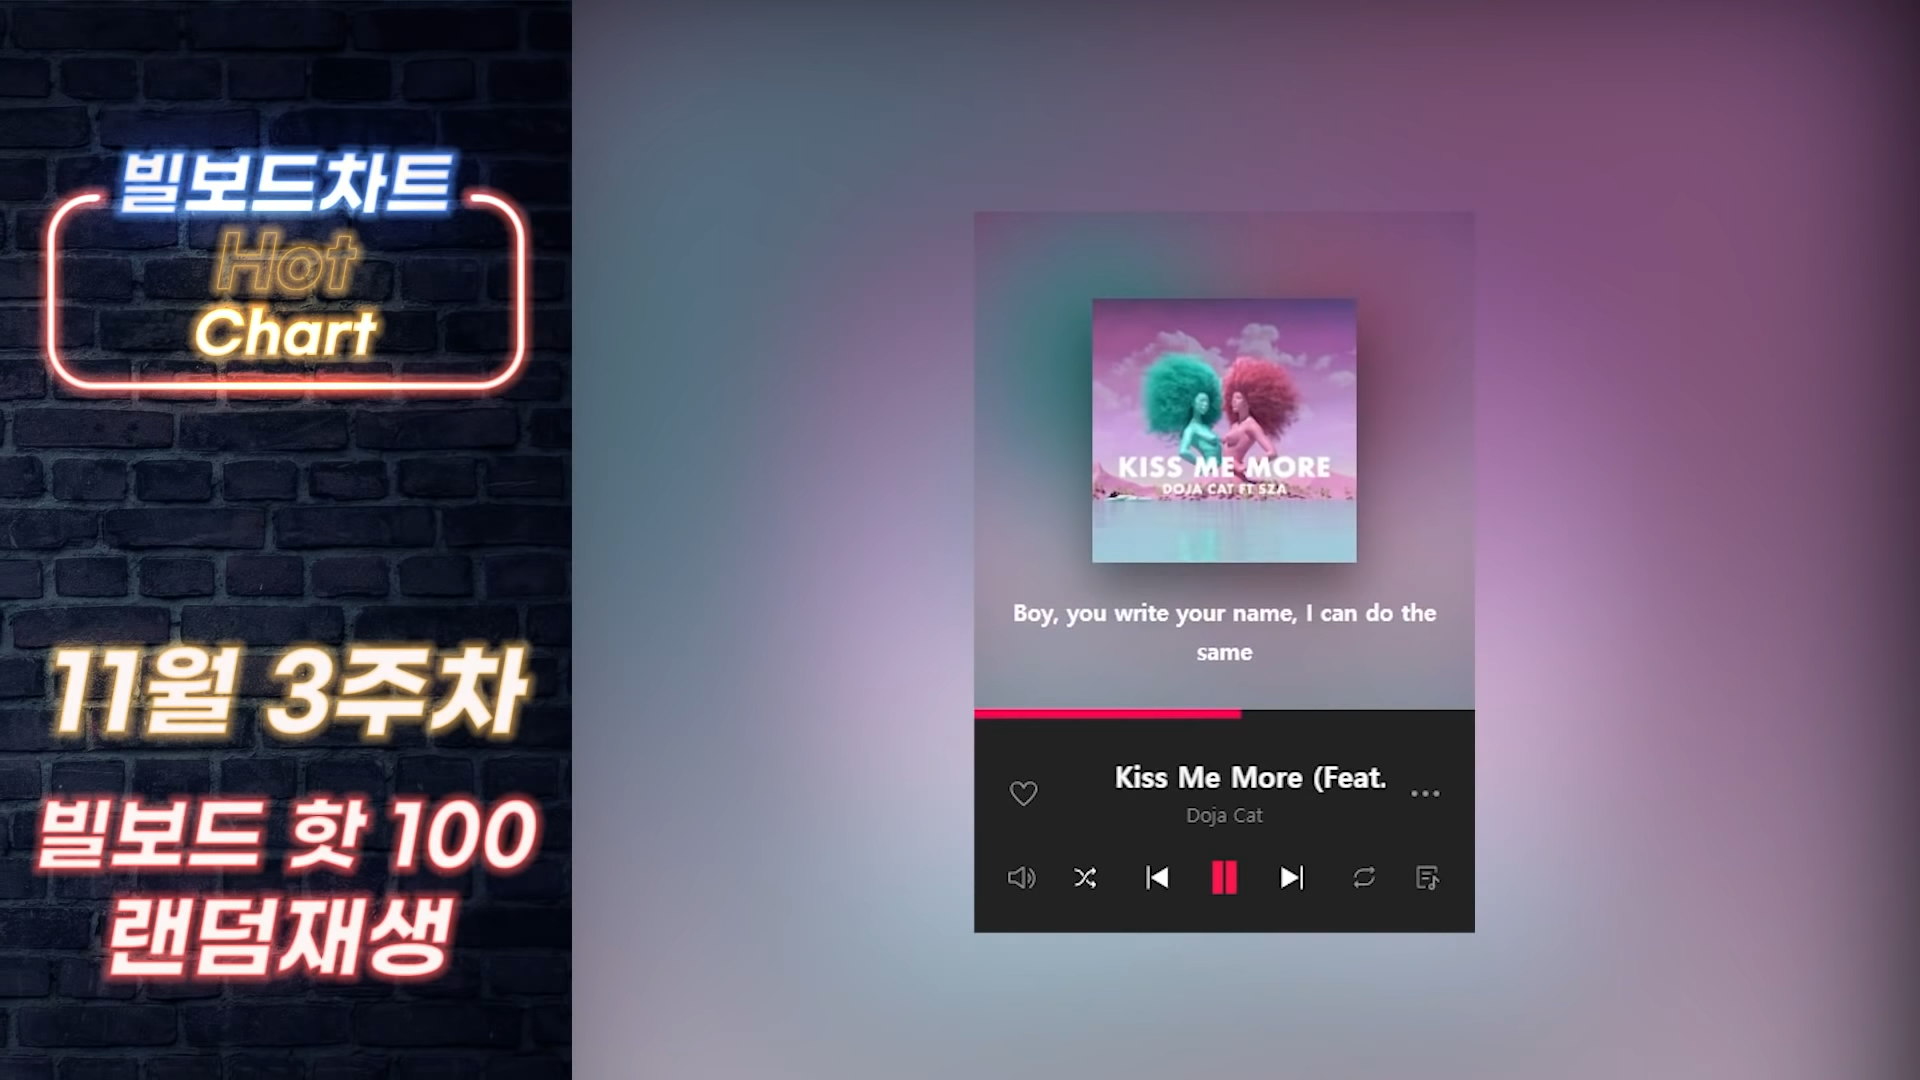 빌보드차트
Hot
Chart
11월 3주차
빌보드 핫 100
랜덤재생
KISS ME MORE
DOJA CAT FT SZA
Boy, you write your name, I can do the
same
Kiss Me More (Feat.
Doja Cat